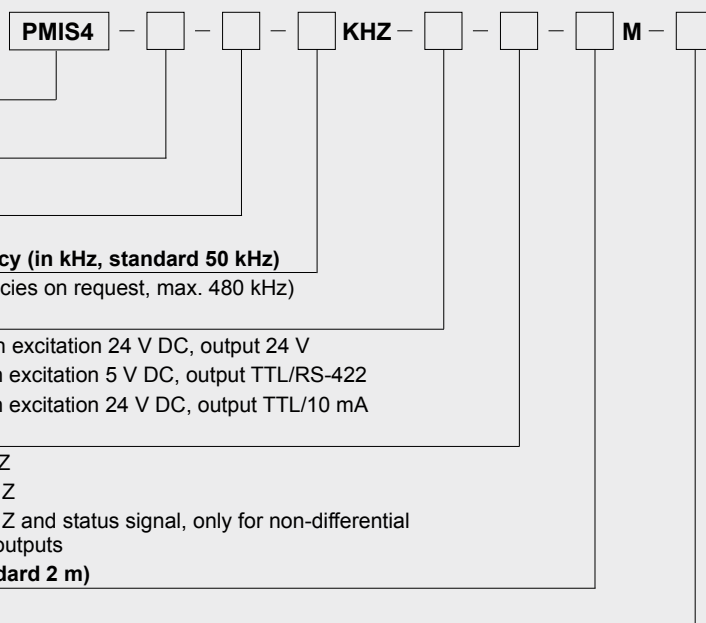 PMIS4 – – – KHZ – – – M –
cy (in kHz, standard 50 kHz)
cies on request, max. 480 kHz)
n excitation 24 V DC, output 24 V
n excitation 5 V DC, output TTL/RS-422
n excitation 24 V DC, output TTL/10 mA
Z
Z
Z and status signal, only for non-differential
outputs
dard 2 m)